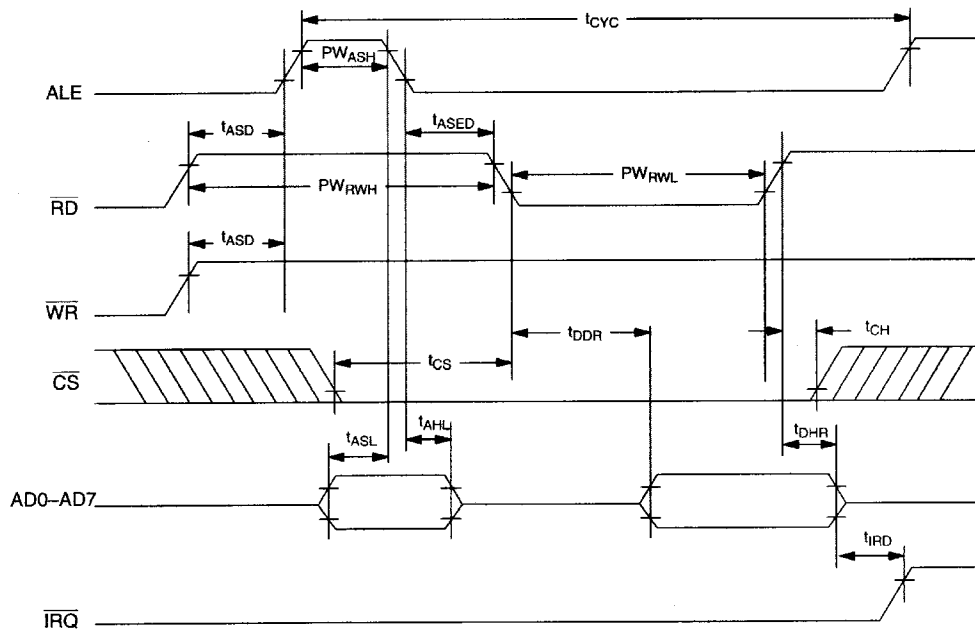 tCYC
PWASH
ALE
tASD
tASED
PWRWH
PWRWL
RD
tASD
WR
tDDR
tCH
tCS
CS
tASL
tAHL
tDHR
AD0–AD7
tIRD
IRQ